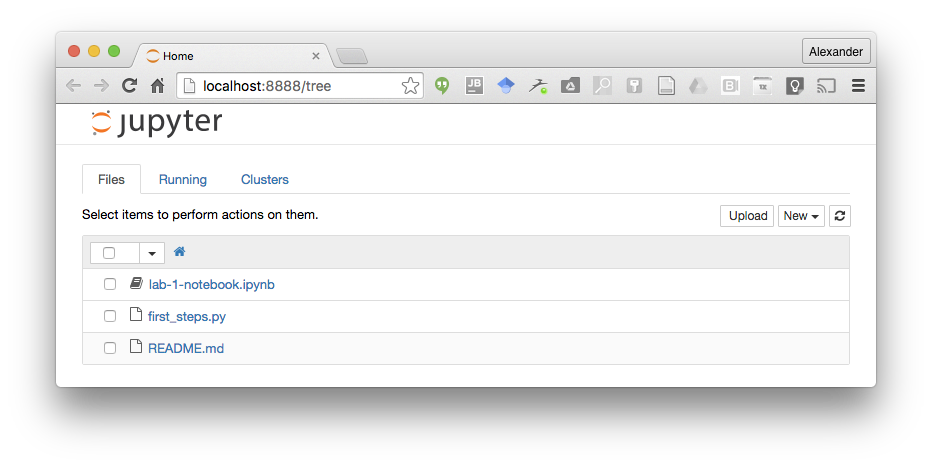 Home
Alexander
localhost:8888/tree
JB
jupyter
Files Running Clusters
Select items to perform actions on them.
Upload New
lab-1-notebook.ipynb
first_steps.py
README.md